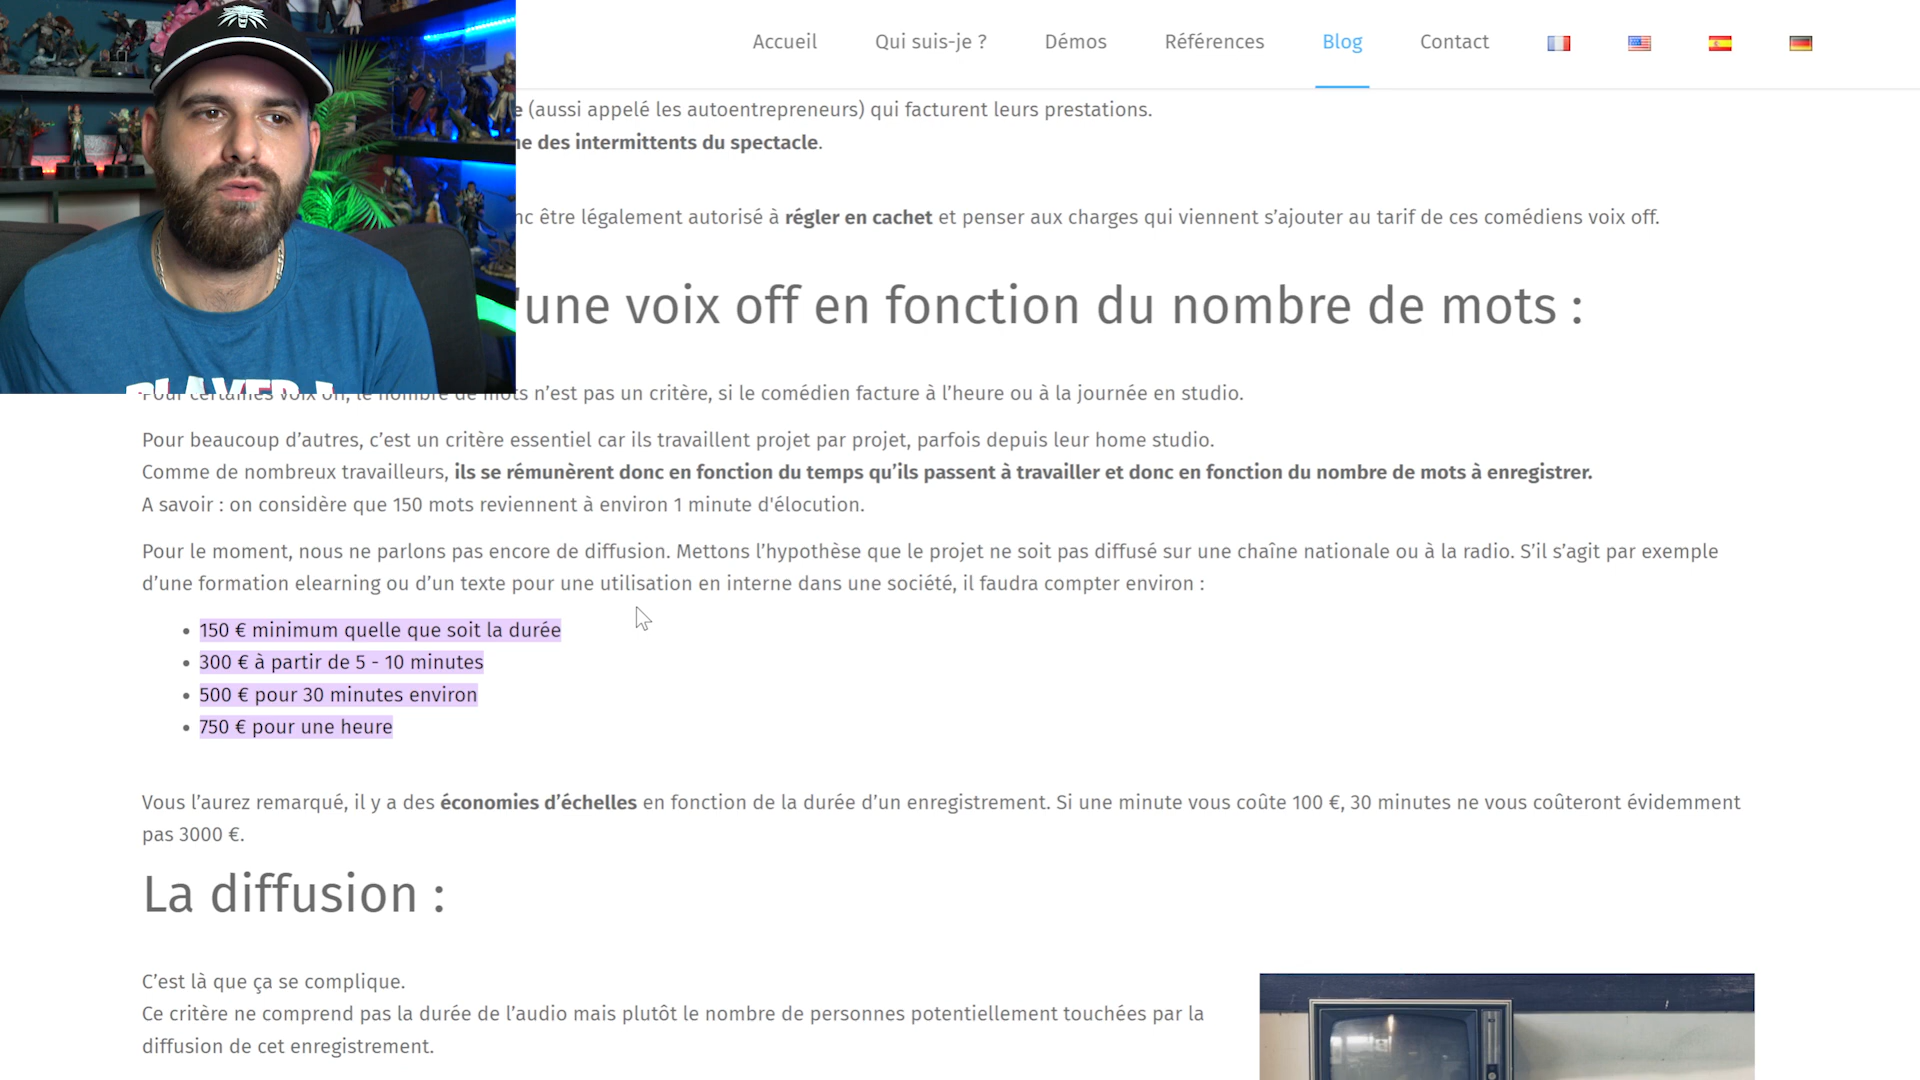 Accueil Qui suis-je ? Démos Références Blog Contact
(aussi appelé les autoentrepreneurs) qui facturent leurs prestations.
des intermittents du spectacle.
être légalement autorisé à régler en cachet et penser aux charges qui viennent s’ajouter au tarif de ces comédiens voix off.
'une voix off en fonction du nombre de mots :
Pour certaines voix off, le nombre de mots n’est pas un critère, si le comédien facture à l’heure ou à la journée en studio.
Pour beaucoup d’autres, c’est un critère essentiel car ils travaillent projet par projet, parfois depuis leur home studio.
Comme de nombreux travailleurs, ils se rémunèrent donc en fonction du temps qu’ils passent à travailler et donc en fonction du nombre de mots à enregistrer.
A savoir : on considère que 150 mots reviennent à environ 1 minute d'élocution.
Pour le moment, nous ne parlons pas encore de diffusion. Mettons l’hypothèse que le projet ne soit pas diffusé sur une chaîne nationale ou à la radio. S’il s’agit par exemple
d’une formation elearning ou d’un texte pour une utilisation en interne dans une société, il faudra compter environ :
• 150 € minimum quelle que soit la durée
• 300 € à partir de 5 - 10 minutes
• 500 € pour 30 minutes environ
• 750 € pour une heure
Vous l’aurez remarqué, il y a des économies d’échelles en fonction de la durée d’un enregistrement. Si une minute vous coûte 100 €, 30 minutes ne vous coûteront évidemment
pas 3000 €.
La diffusion :
C’est là que ça se complique.
Ce critère ne comprend pas la durée de l’audio mais plutôt le nombre de personnes potentiellement touchées par la
diffusion de cet enregistrement.